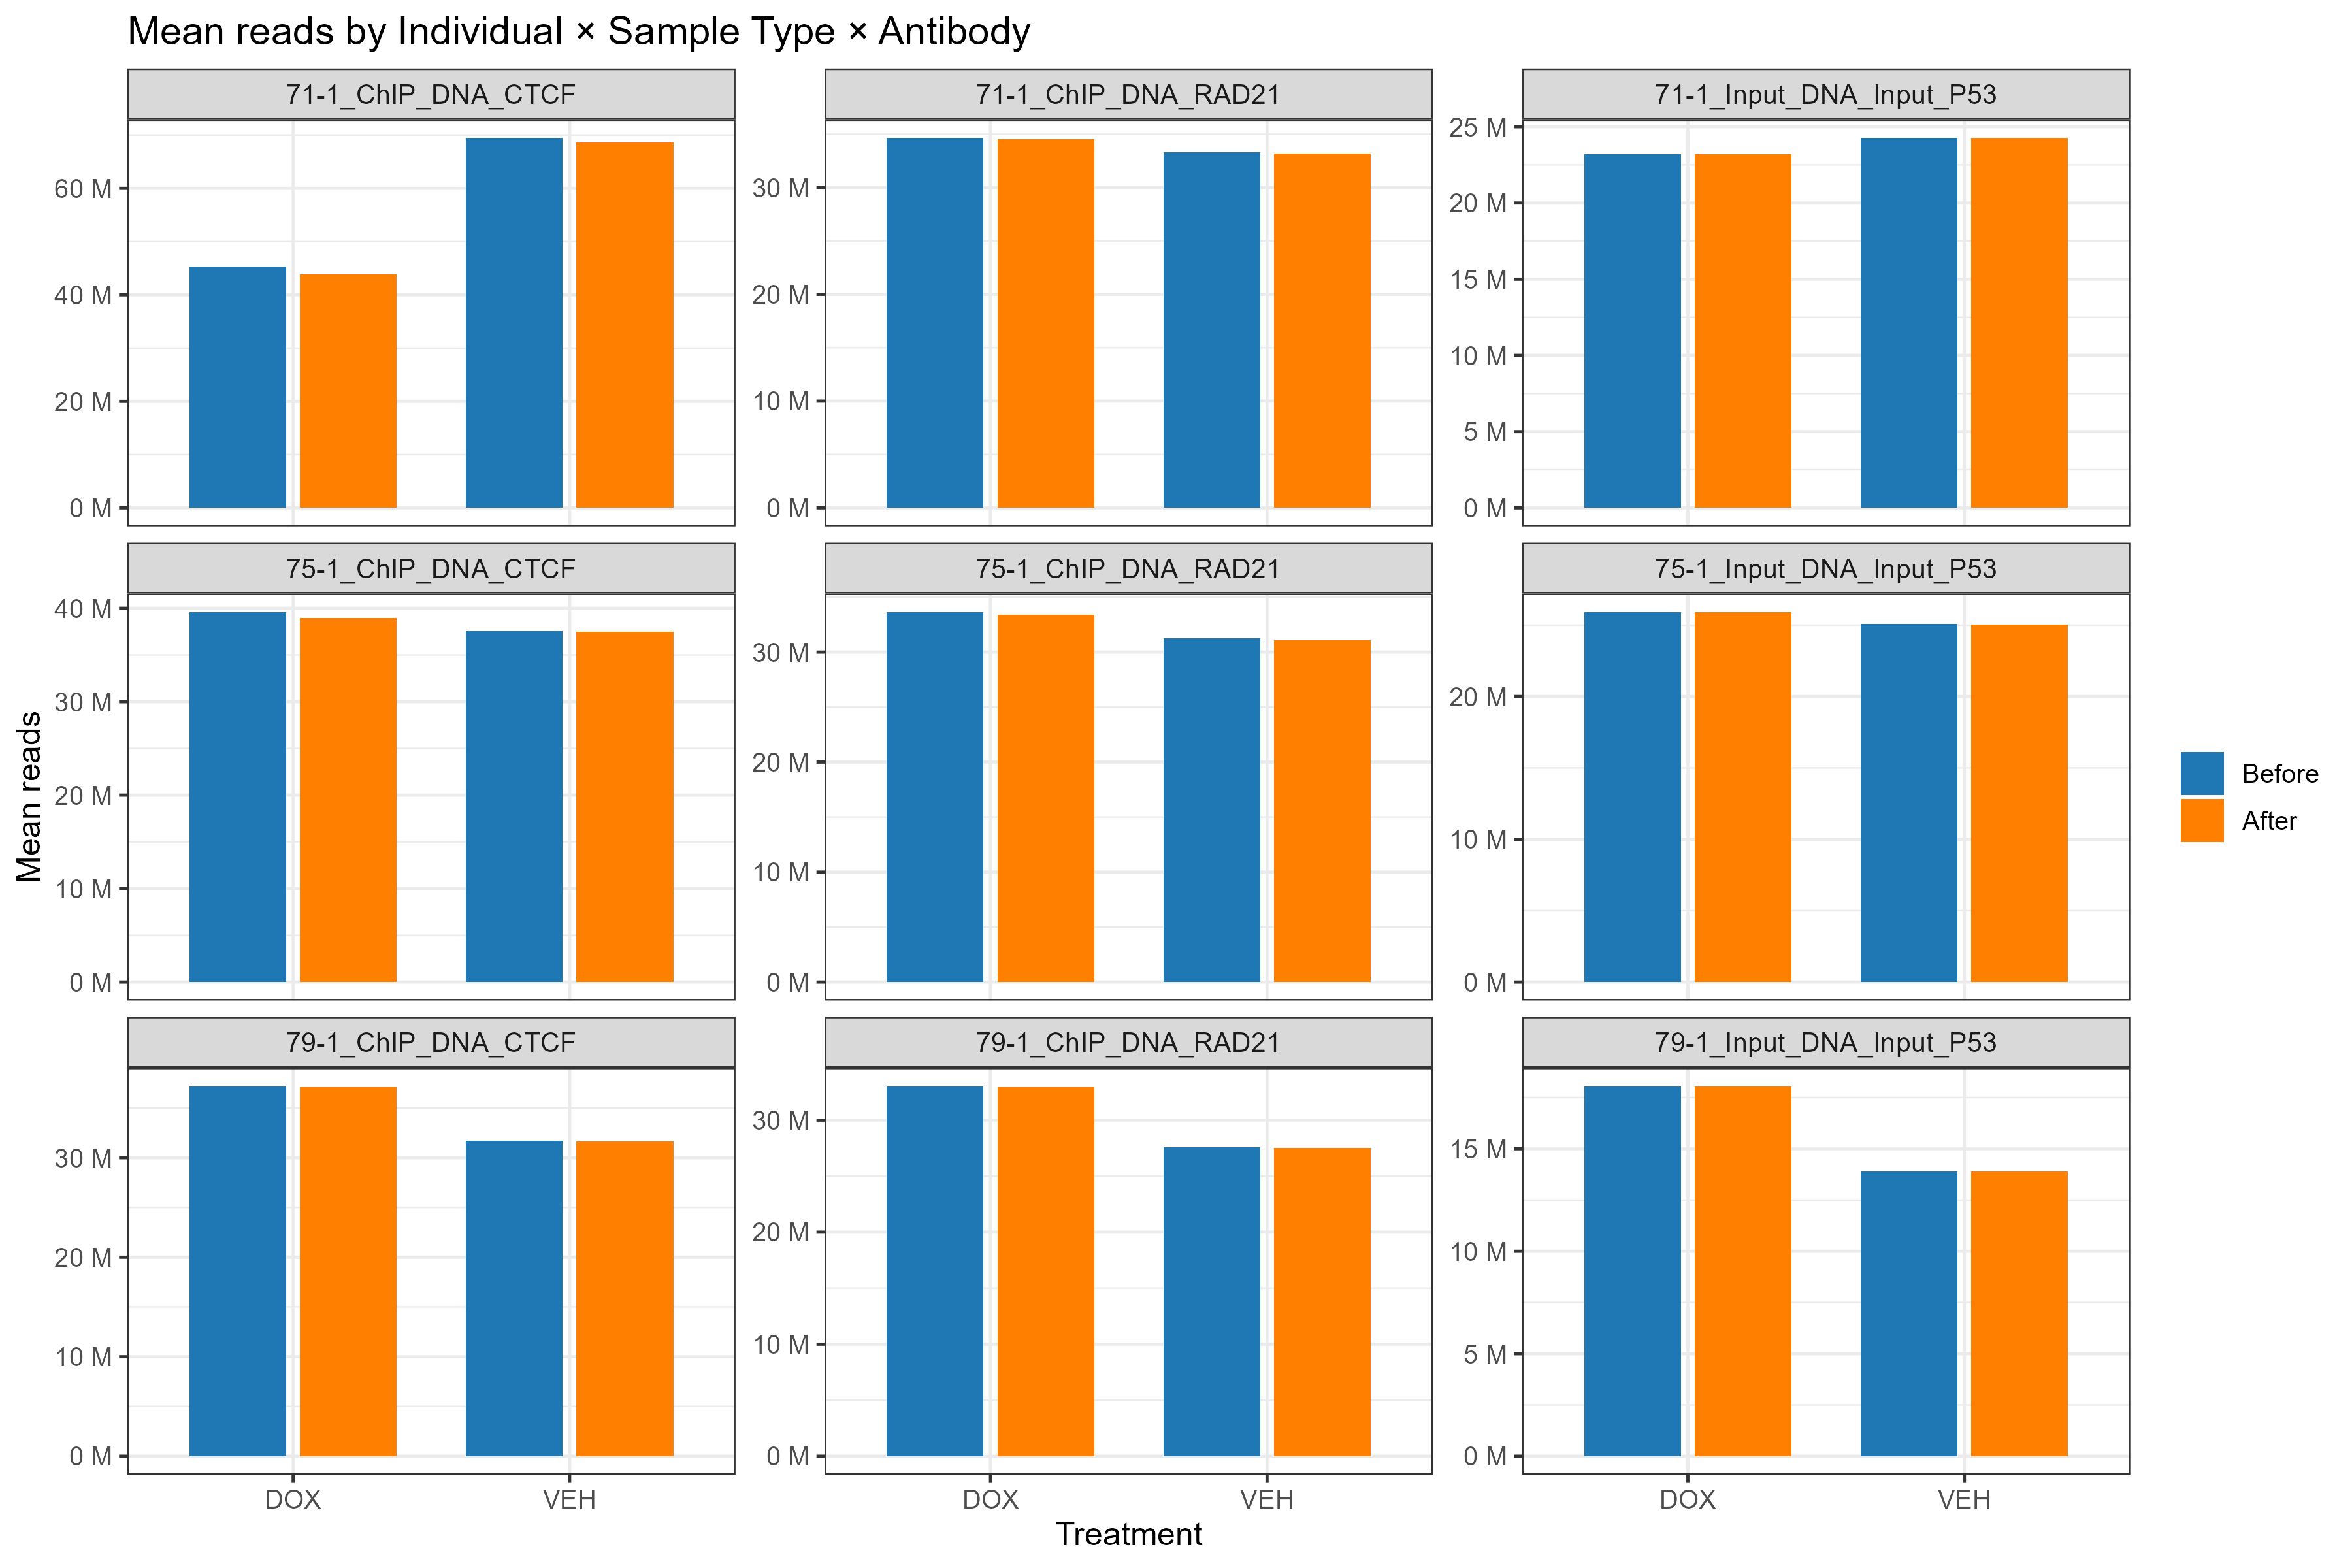 Mean reads by Individual × Sample Type × Antibody
71-1_ChIP_DNA_CTCF
60 M
40 M
20 M
0 M
71-1_ChIP_DNA_RAD21
30 M
20 M
10 M
0 M
71-1_Input_DNA_Input_P53
25 M
20 M
15 M
10 M
5 M
0 M
75-1_ChIP_DNA_CTCF
40 M
30 M
20 M
10 M
0 M
75-1_ChIP_DNA_RAD21
30 M
20 M
10 M
0 M
75-1_Input_DNA_Input_P53
20 M
10 M
0 M
79-1_ChIP_DNA_CTCF
30 M
20 M
10 M
0 M
DOX VEH
79-1_ChIP_DNA_RAD21
30 M
20 M
10 M
0 M
DOX VEH
79-1_Input_DNA_Input_P53
15 M
10 M
5 M
0 M
DOX VEH
Mean reads
Treatment
Before
After